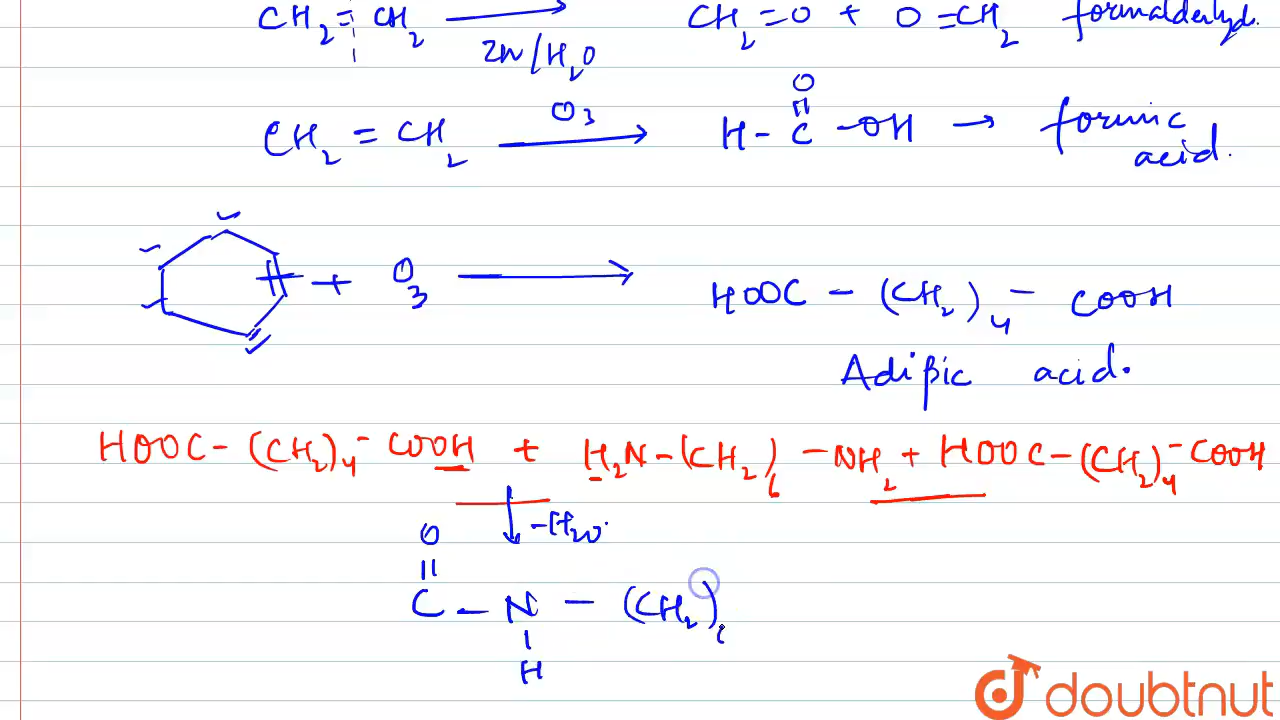 CH₂ = CH₂ ⟶ CH₂=O + O=CH₂ formaldehyd.
Zn/H₂O
O
O₃ ॥
CH₂ = CH₂ ⟶ H - C - OH → formic
acid.
+ O₃ ⟶ HOOC - (CH₂)₄ - COOH
Adipic acid.
HOOC - (CH₂)₄ - COOH + H₂N - (CH₂)₆ - NH₂ + HOOC - (CH₂)₄ - COOH
↓ -H₂O.
O
॥
C - N - (CH₂)₆
|
H
doubtnut